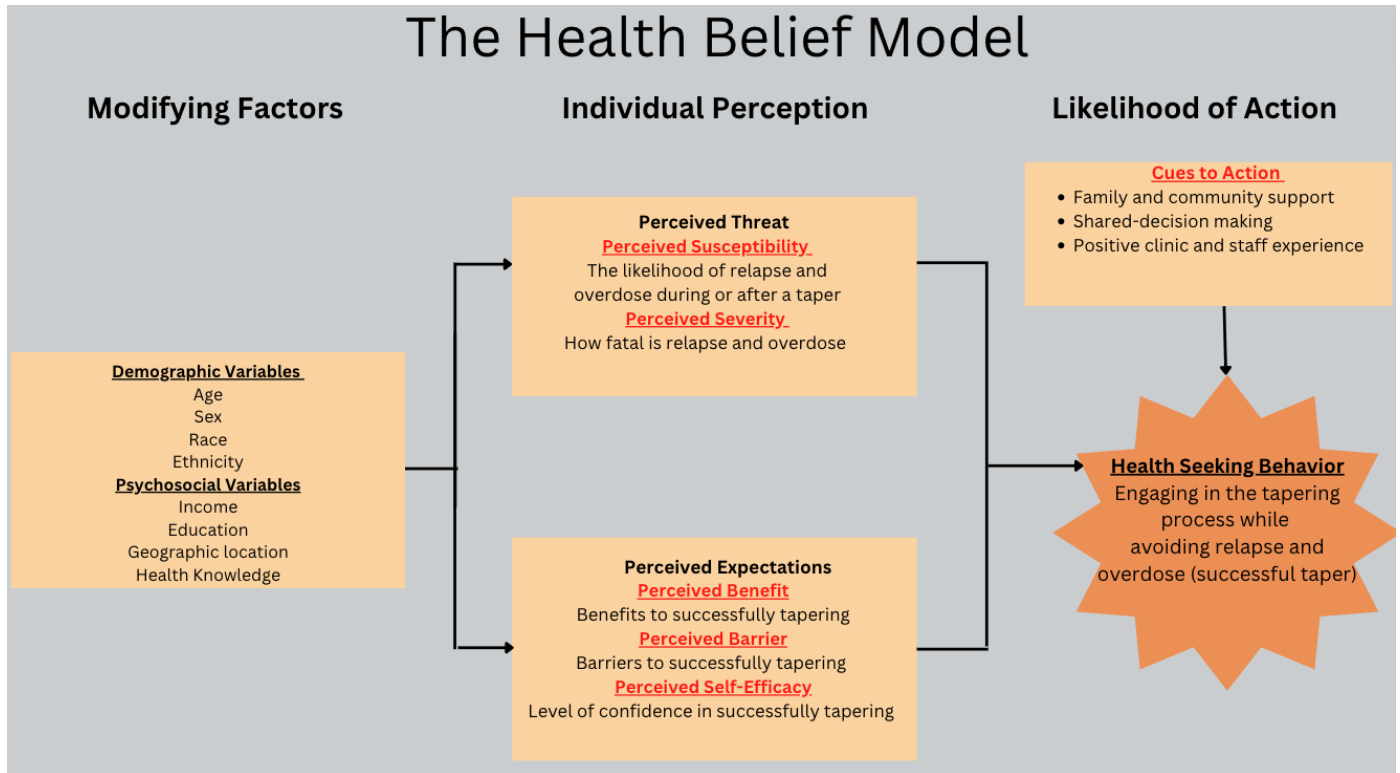 The Health Belief Model
Modifying Factors
Individual Perception
Likelihood of Action
Demographic Variables
Age
Sex
Race
Ethnicity
Psychosocial Variables
Income
Education
Geographic location
Health Knowledge
Perceived Threat
Perceived Susceptibility
The likelihood of relapse and
overdose during or after a taper
Perceived Severity
How fatal is relapse and overdose
Perceived Expectations
Perceived Benefit
Benefits to successfully tapering
Perceived Barrier
Barriers to successfully tapering
Perceived Self-Efficacy
Level of confidence in successfully tapering
Cues to Action
• Family and community support
• Shared-decision making
• Positive clinic and staff experience
Health Seeking Behavior
Engaging in the tapering
process while
avoiding relapse and
overdose (successful taper)